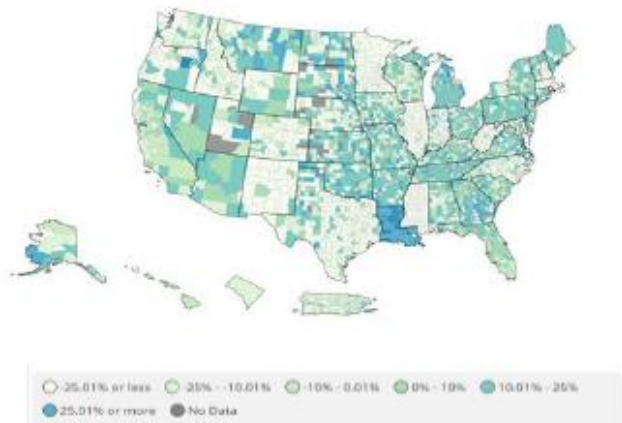 -25.01% or less -25% - -10.01% -10% - 0.01% 0% - 10% 10.01% - 25%
25.01% or more No Data